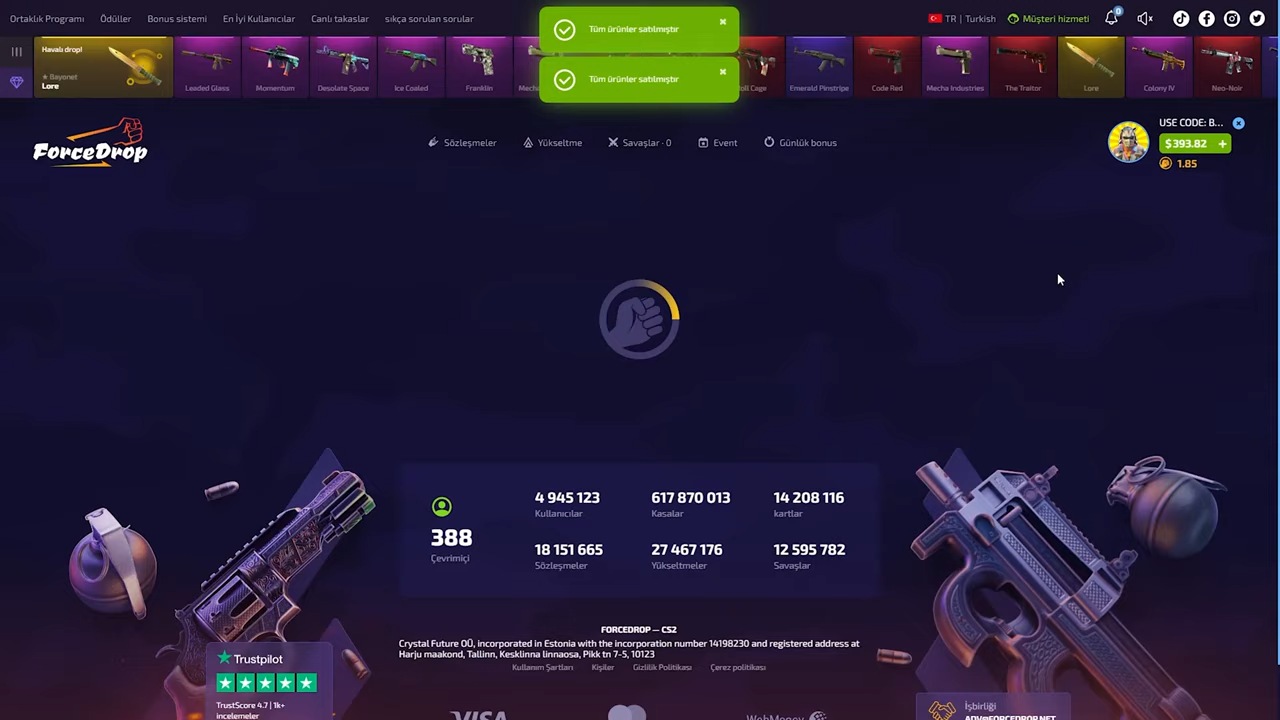 Ortaklık Programı
Ödüller
Bonus sistemi
En İyi Kullanıcılar
Canlı takaslar
sıkça sorulan sorular
Tüm ürünler satılmıştır
TR | Turkish
Müşteri hizmeti
0
Havalı drop!
★ Bayonet
Lore
Leaded Glass
Momentum
Desolate Space
Ice Coaled
Franklin
Tüm ürünler satılmıştır
Emerald Pinstripe
Code Red
Mecha Industries
The Traitor
Lore
Colony IV
Neo-Noir
ForceDrop
Sözleşmeler
Yükseltme
Savaşlar · 0
Event
Günlük bonus
USE CODE: B...
$393.82 +
1.85
388
Çevrimiçi
4 945 123
Kullanıcılar
617 870 013
Kasalar
14 208 116
kartlar
18 151 665
Sözleşmeler
27 467 176
Yükseltmeler
12 595 782
Savaşlar
FORCEDROP — CS2
Crystal Future OÜ, incorporated in Estonia with the incorporation number 14198230 and registered address at
Harju maakond, Tallinn, Kesklinna linnaosa, Pikk tn 7-5, 10123
Kullanım Şartları
Kişiler
Gizlilik Politikası
Çerez politikası
Trustpilot
TrustScore 4.7 | 1k+
incelemeler
VISA
WebMoney
İşbirliği
ADV@FORCEDROP.NET